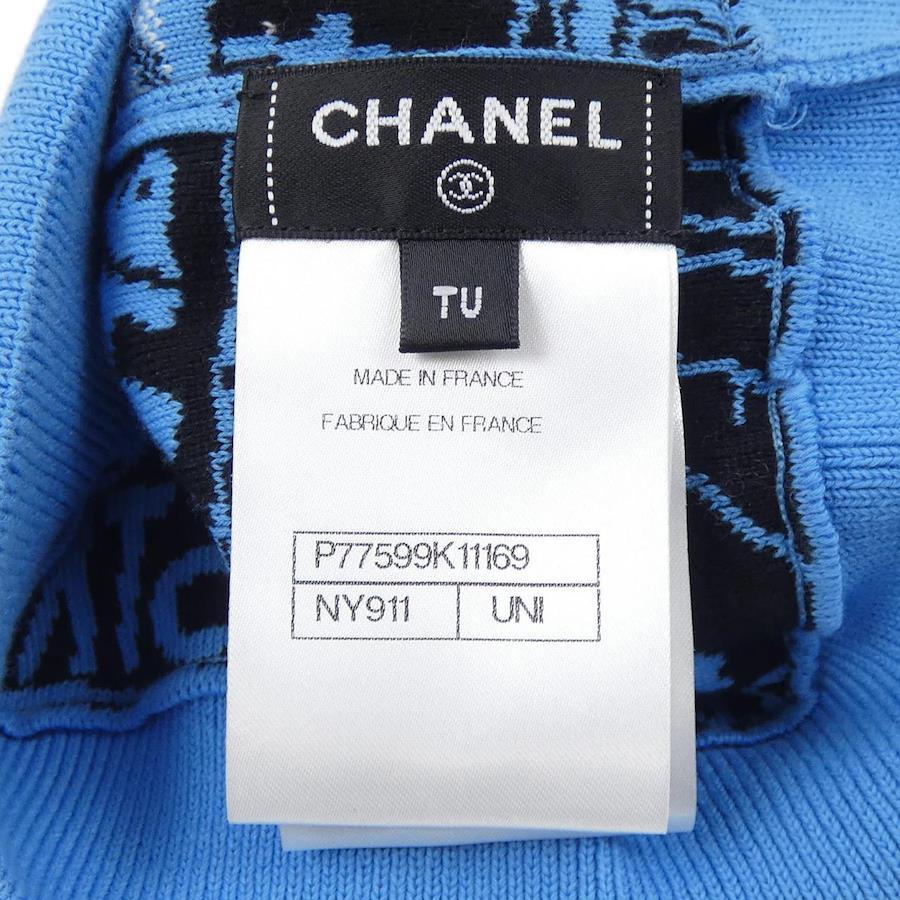 CHANEL
TU
MADE IN FRANCE
FABRIQUE EN FRANCE
P77599K11169
NY911 UNI